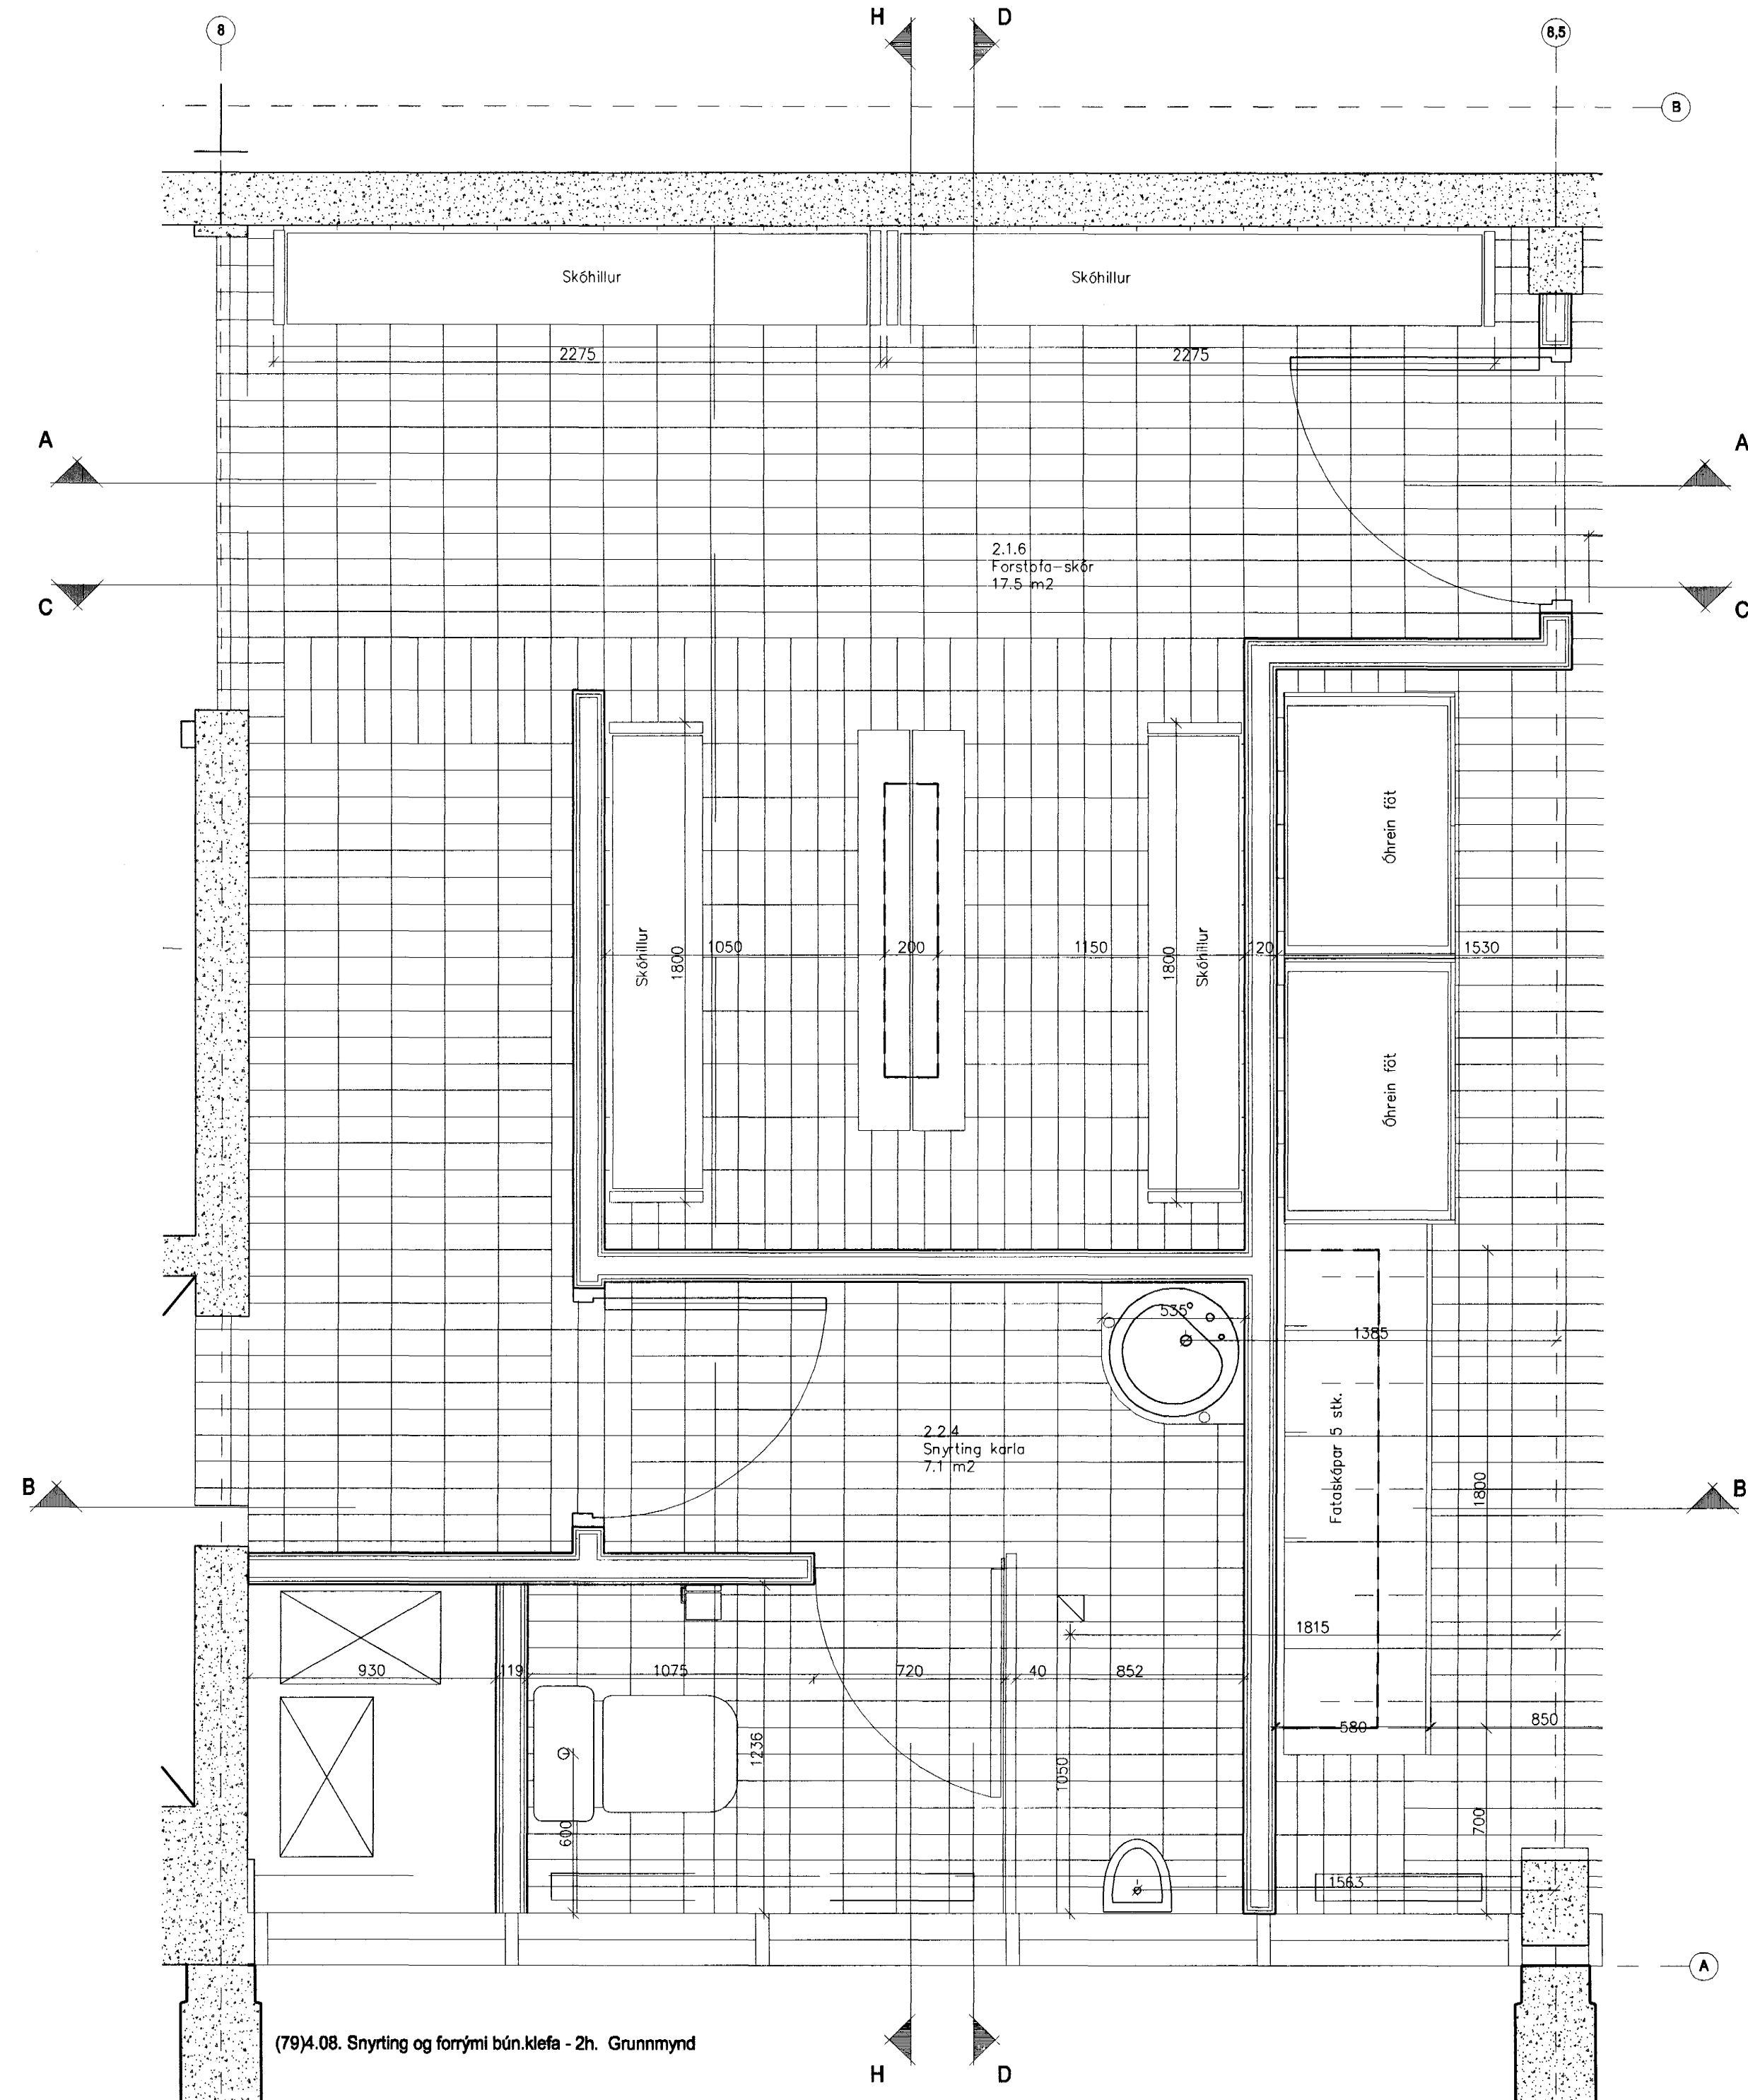 H
D
8
8,5
B
Skóhillur
Skóhillur
2275
2275
A
A
2.1.6
Forstofa-skór
17.5 m2
C
C
Óhrein föt
Skóhillur
1800
1050
200
1150
1800
Skóhillur
120
1530
Óhrein föt
535
1385
Fataskápar 5 stk.
2.2.4
Snyrting karla
7.1 m2
B
B
1800
1815
930
119
1075
720
40
852
580
850
1236
1050
600
700
1563
A
(79)4.08. Snyrting og forrými bún.klefa - 2h. Grunnmynd
H
D